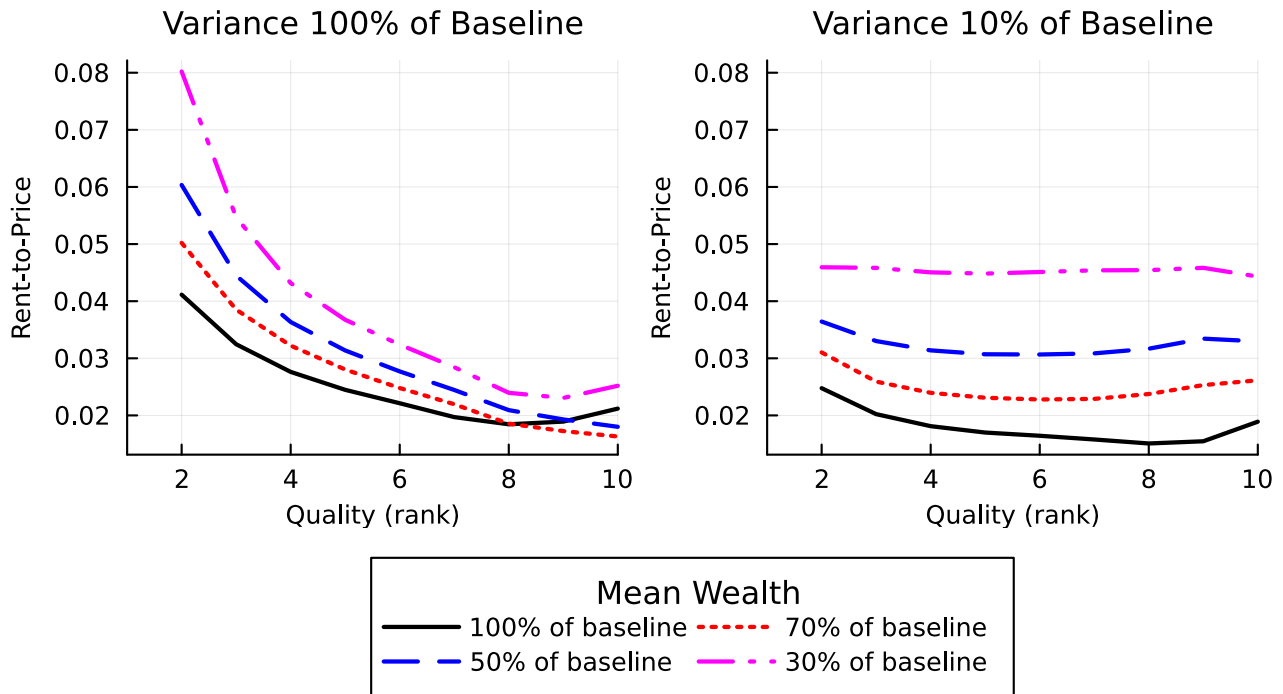 Variance 100% of Baseline
0.08
0.07
0.06
0.05
0.04
0.03
0.02
Rent-to-Price
2 4 6 8 10
Quality (rank)
Variance 10% of Baseline
0.08
0.07
0.06
0.05
0.04
0.03
0.02
Rent-to-Price
2 4 6 8 10
Quality (rank)
Mean Wealth
100% of baseline 70% of baseline
50% of baseline 30% of baseline